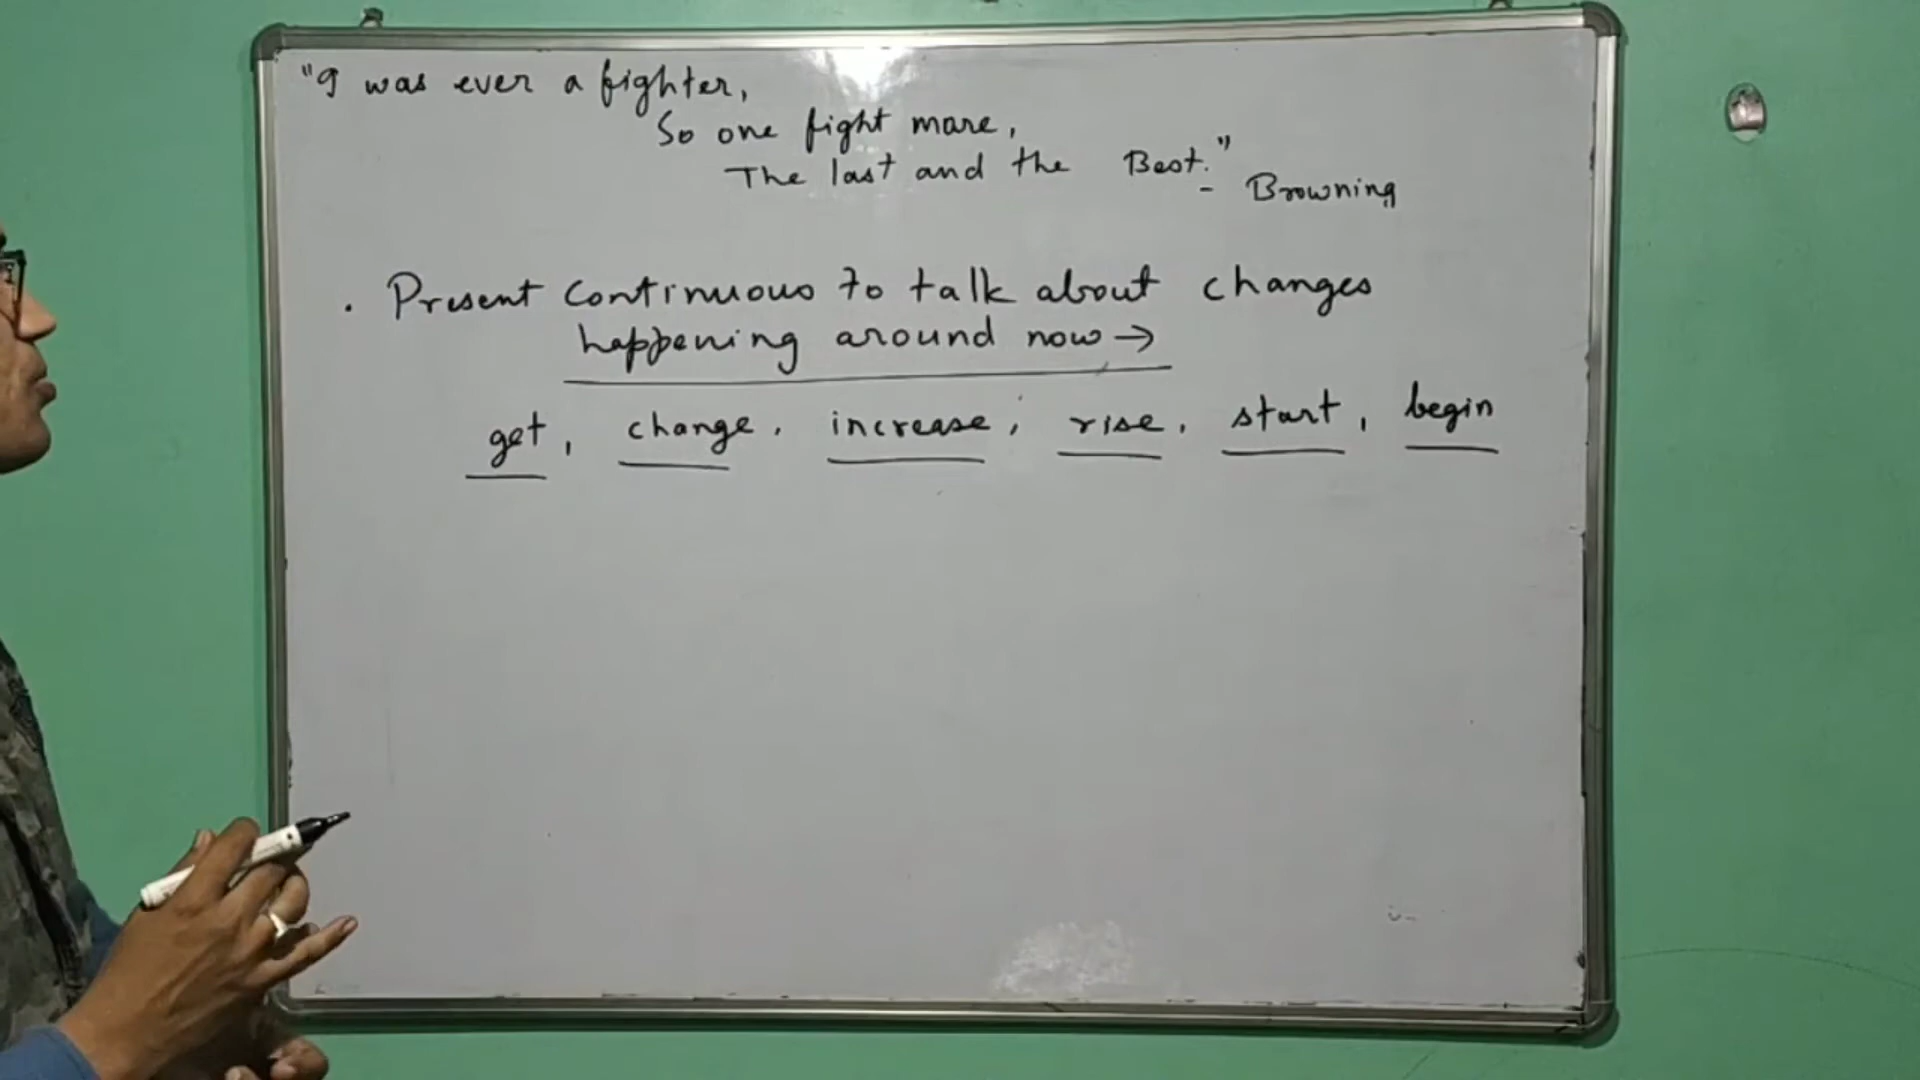 "I was ever a fighter,
So one fight more,
The last and the Best."
- Browning
. Present continuous to talk about changes
happening around now →
get, change, increase, rise, start, begin